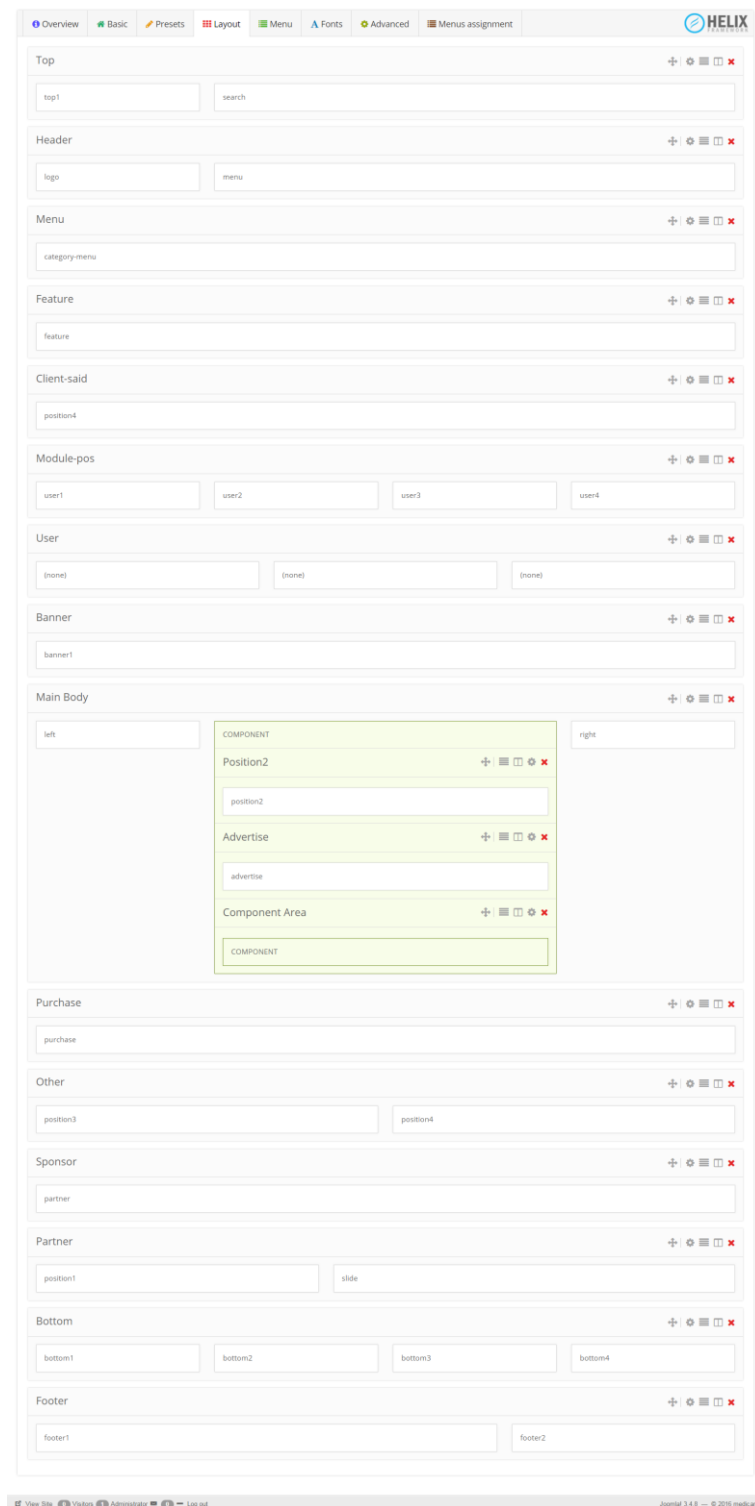 Overview Basic Presets Layout Menu Fonts Advanced Menus assignment HELIX
FRAMEWORK
Top
top1 search
Header
logo menu
Menu
category-menu
Feature
feature
Client-said
position4
Module-pos
user1 user2 user3 user4
User
(none) (none) (none)
Banner
banner1
Main Body
left COMPONENT right
Position2
position2
Advertise
advertise
Component Area
COMPONENT
Purchase
purchase
Other
position3 position4
Sponsor
partner
Partner
position1 slide
Bottom
bottom1 bottom2 bottom3 bottom4
Footer
footer1 footer2
View Site Visitors 1 Administrator Log out Joomla! 3.4.8 — © 2016